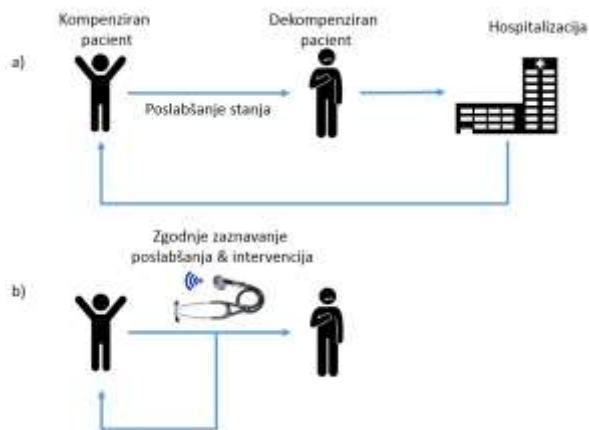 Kompenziran
pacient
Dekompenziran
pacient
Hospitalizacija
a)
Poslabšanje stanja
Zgodnje zaznavanje
poslabšanja & intervencija
b)